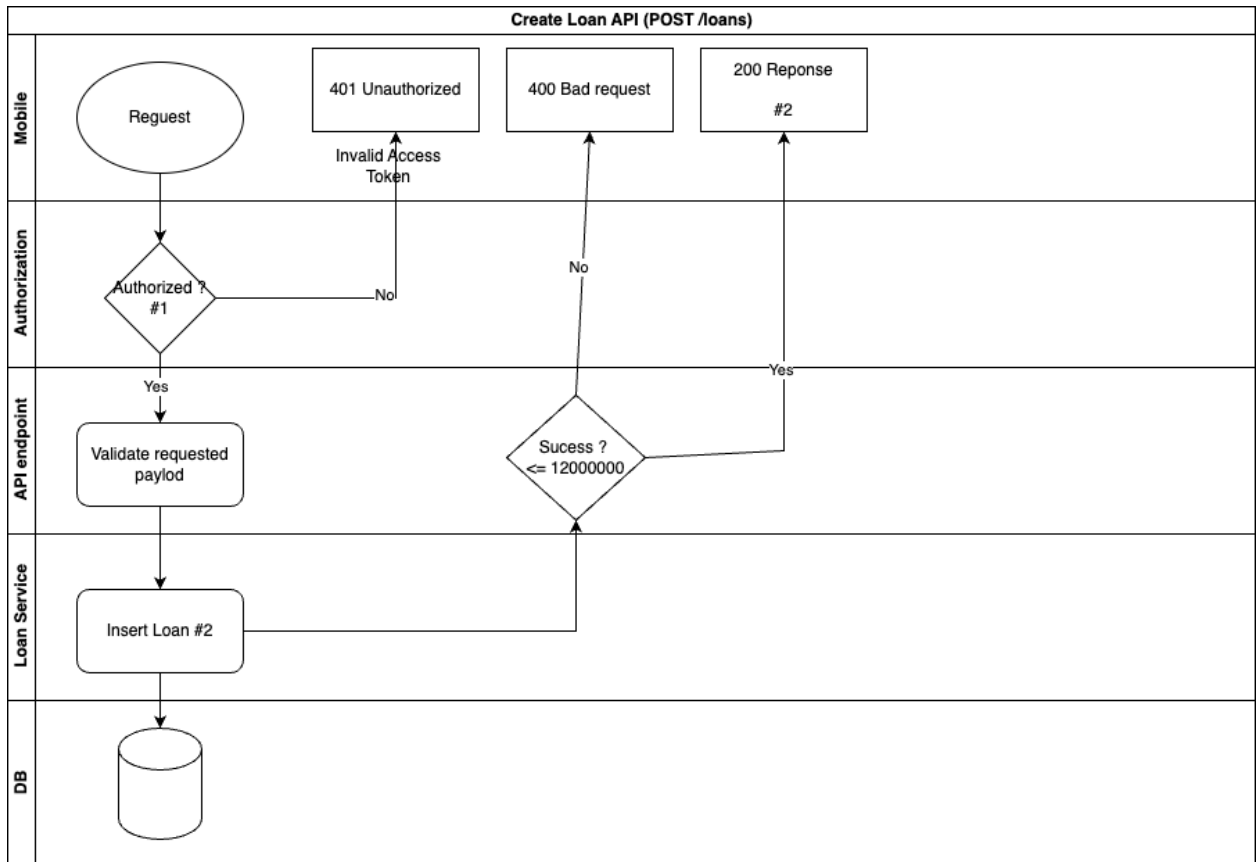 Create Loan API (POST /loans)
Mobile
Reguest
401 Unauthorized
400 Bad request
200 Reponse
#2
Invalid Access
Token
Authorization
Authorized ?
#1
No
No
Yes
Yes
API endpoint
Validate requested
paylod
Sucess ?
<= 12000000
Loan Service
Insert Loan #2
DB